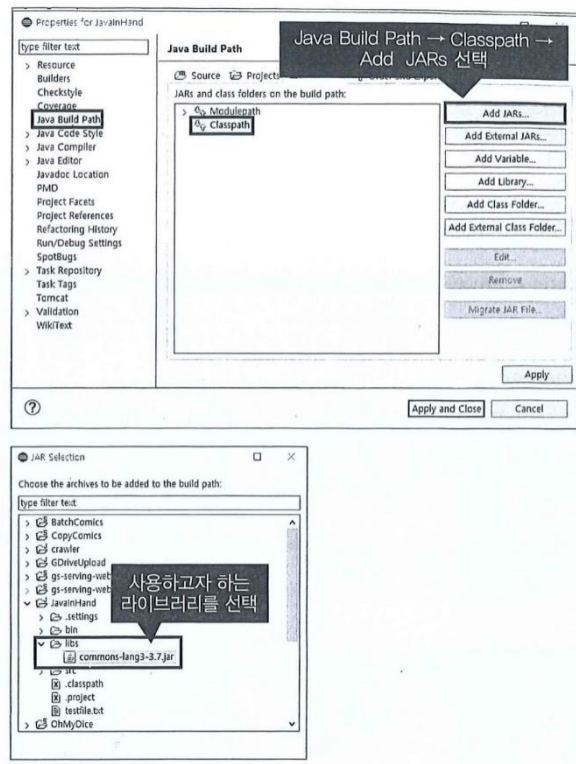 Properties for JavainHand
type filter text
Java Build Path
Java Build Path → Classpath →
Add JARs 선택
> Resource
Builders
Checkstyle
Coverage
Java Build Path
> Java Code Style
> Java Compiler
> Java Editor
Javadoc Location
PMD
Project Facets
Project References
Refactoring History
Run/Debug Settings
SpotBugs
> Task Repository
Task Tags
Tomcat
> Validation
WikiText
Source Projects
JARs and class folders on the build path:
> Modulepath
Classpath
Add JARs...
Add External JARs...
Add Variable...
Add Library...
Add Class Folder...
Add External Class Folder...
Edit...
Remove
Migrate JAR File...
Apply
Apply and Close
Cancel
JAR Selection
Choose the archives to be added to the build path:
type filter text
> BatchComics
> CopyComics
> crawler
> GDriveUpload
> gs-serving-web
> gs-serving-web
사용하고자 하는
라이브러리를 선택
JavainHand
> .settings
> bin
libs
commons-lang3-3.7.jar
> src
.classpath
.project
testfile.txt
> OhMyDice